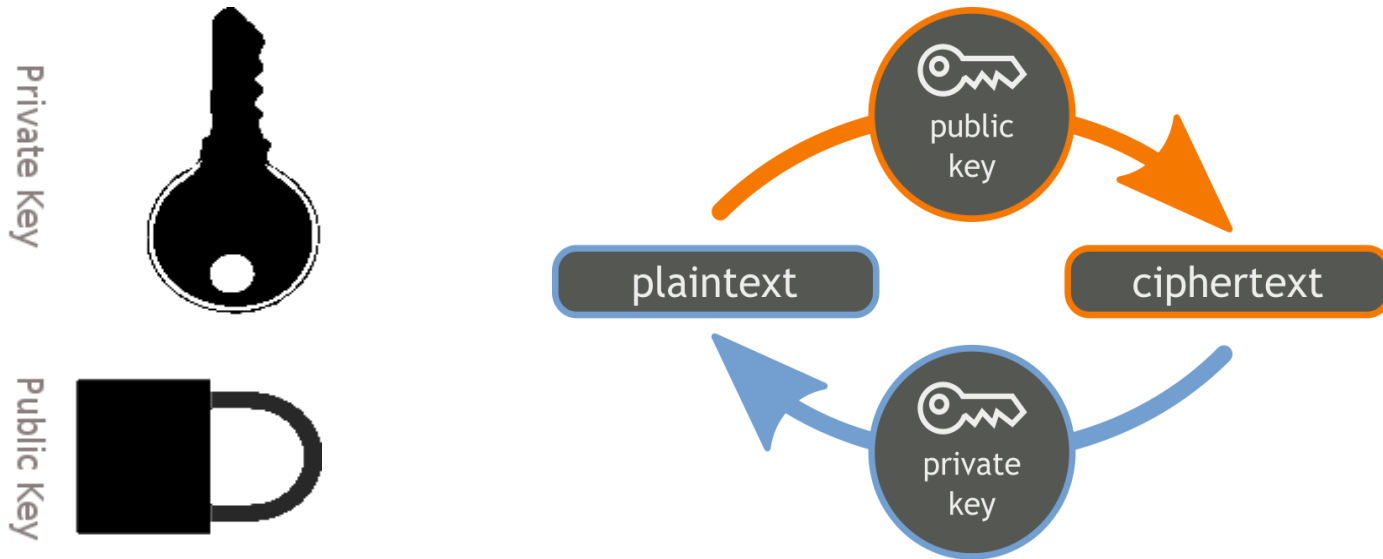 Private Key
Public Key
public
key
plaintext
ciphertext
private
key